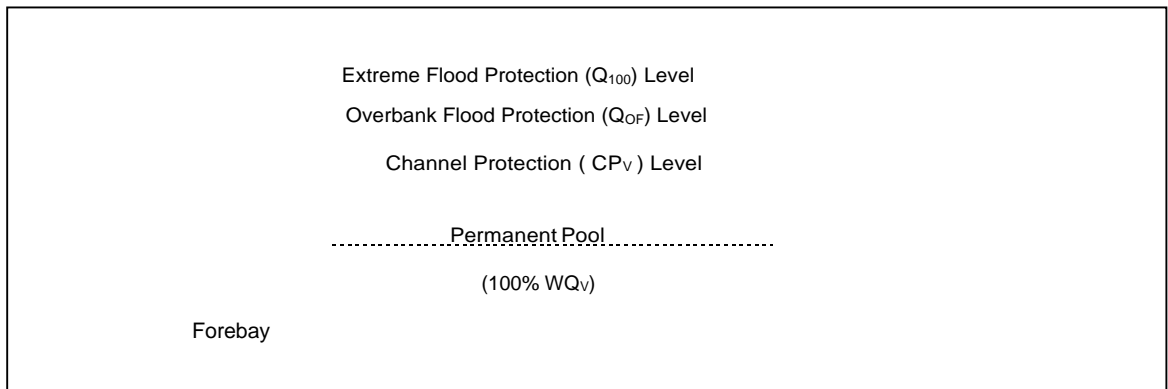 Extreme Flood Protection (Q100) Level
Overbank Flood Protection (QOF) Level
Channel Protection ( CPV ) Level
Permanent Pool
(100% WQV)
Forebay